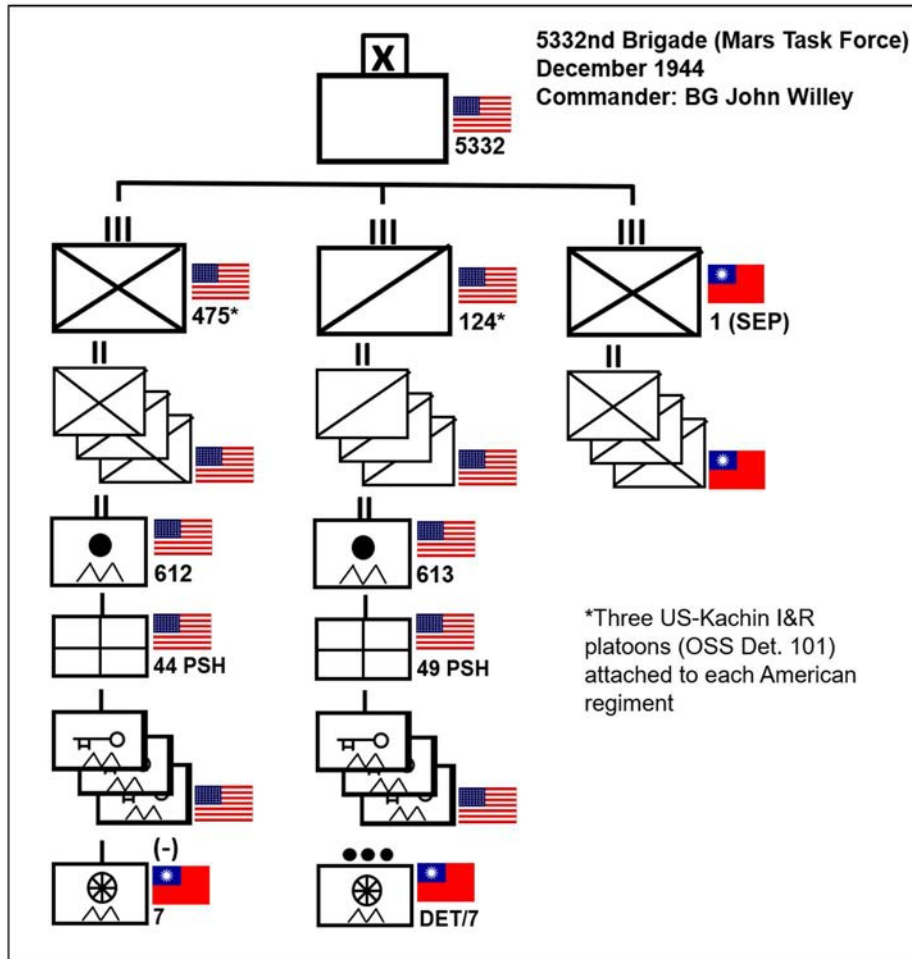 5332nd Brigade (Mars Task Force)
December 1944
Commander: BG John Willey
X
5332
III
III
III
475*
124*
1 (SEP)
II
II
II
II
II
612
613
I
I
44 PSH
49 PSH
*Three US-Kachin I&R
platoons (OSS Det. 101)
attached to each American
regiment
I
I
(-)
I
7
DET/7